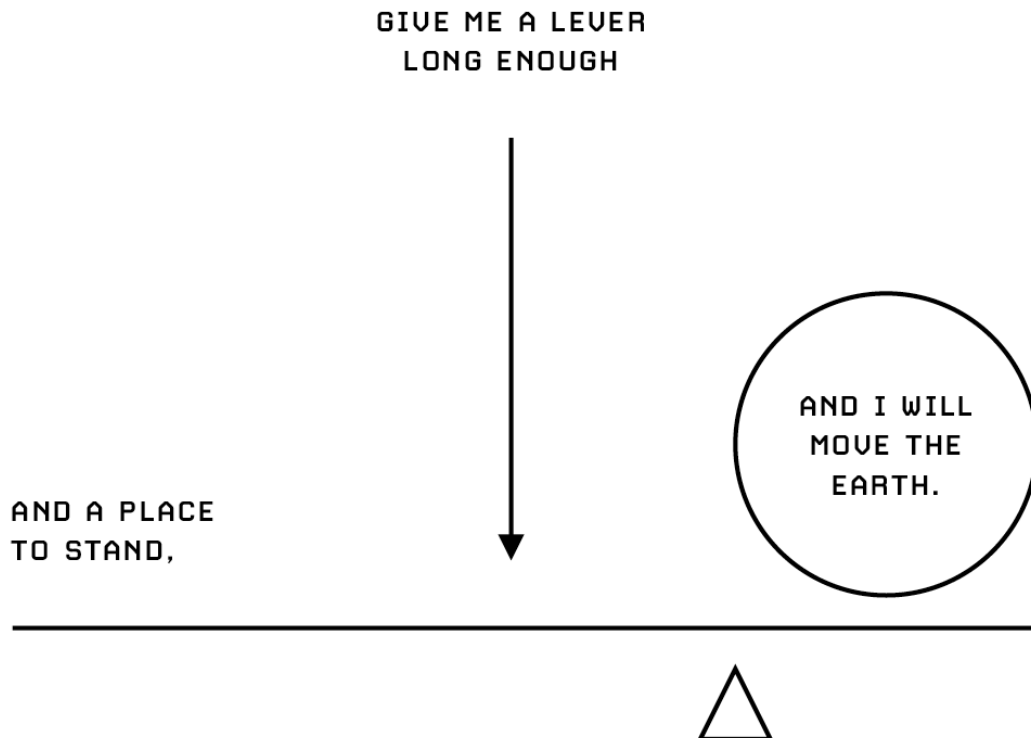 GIVE ME A LEVER
LONG ENOUGH
AND A PLACE
TO STAND,
AND I WILL
MOVE THE
EARTH.